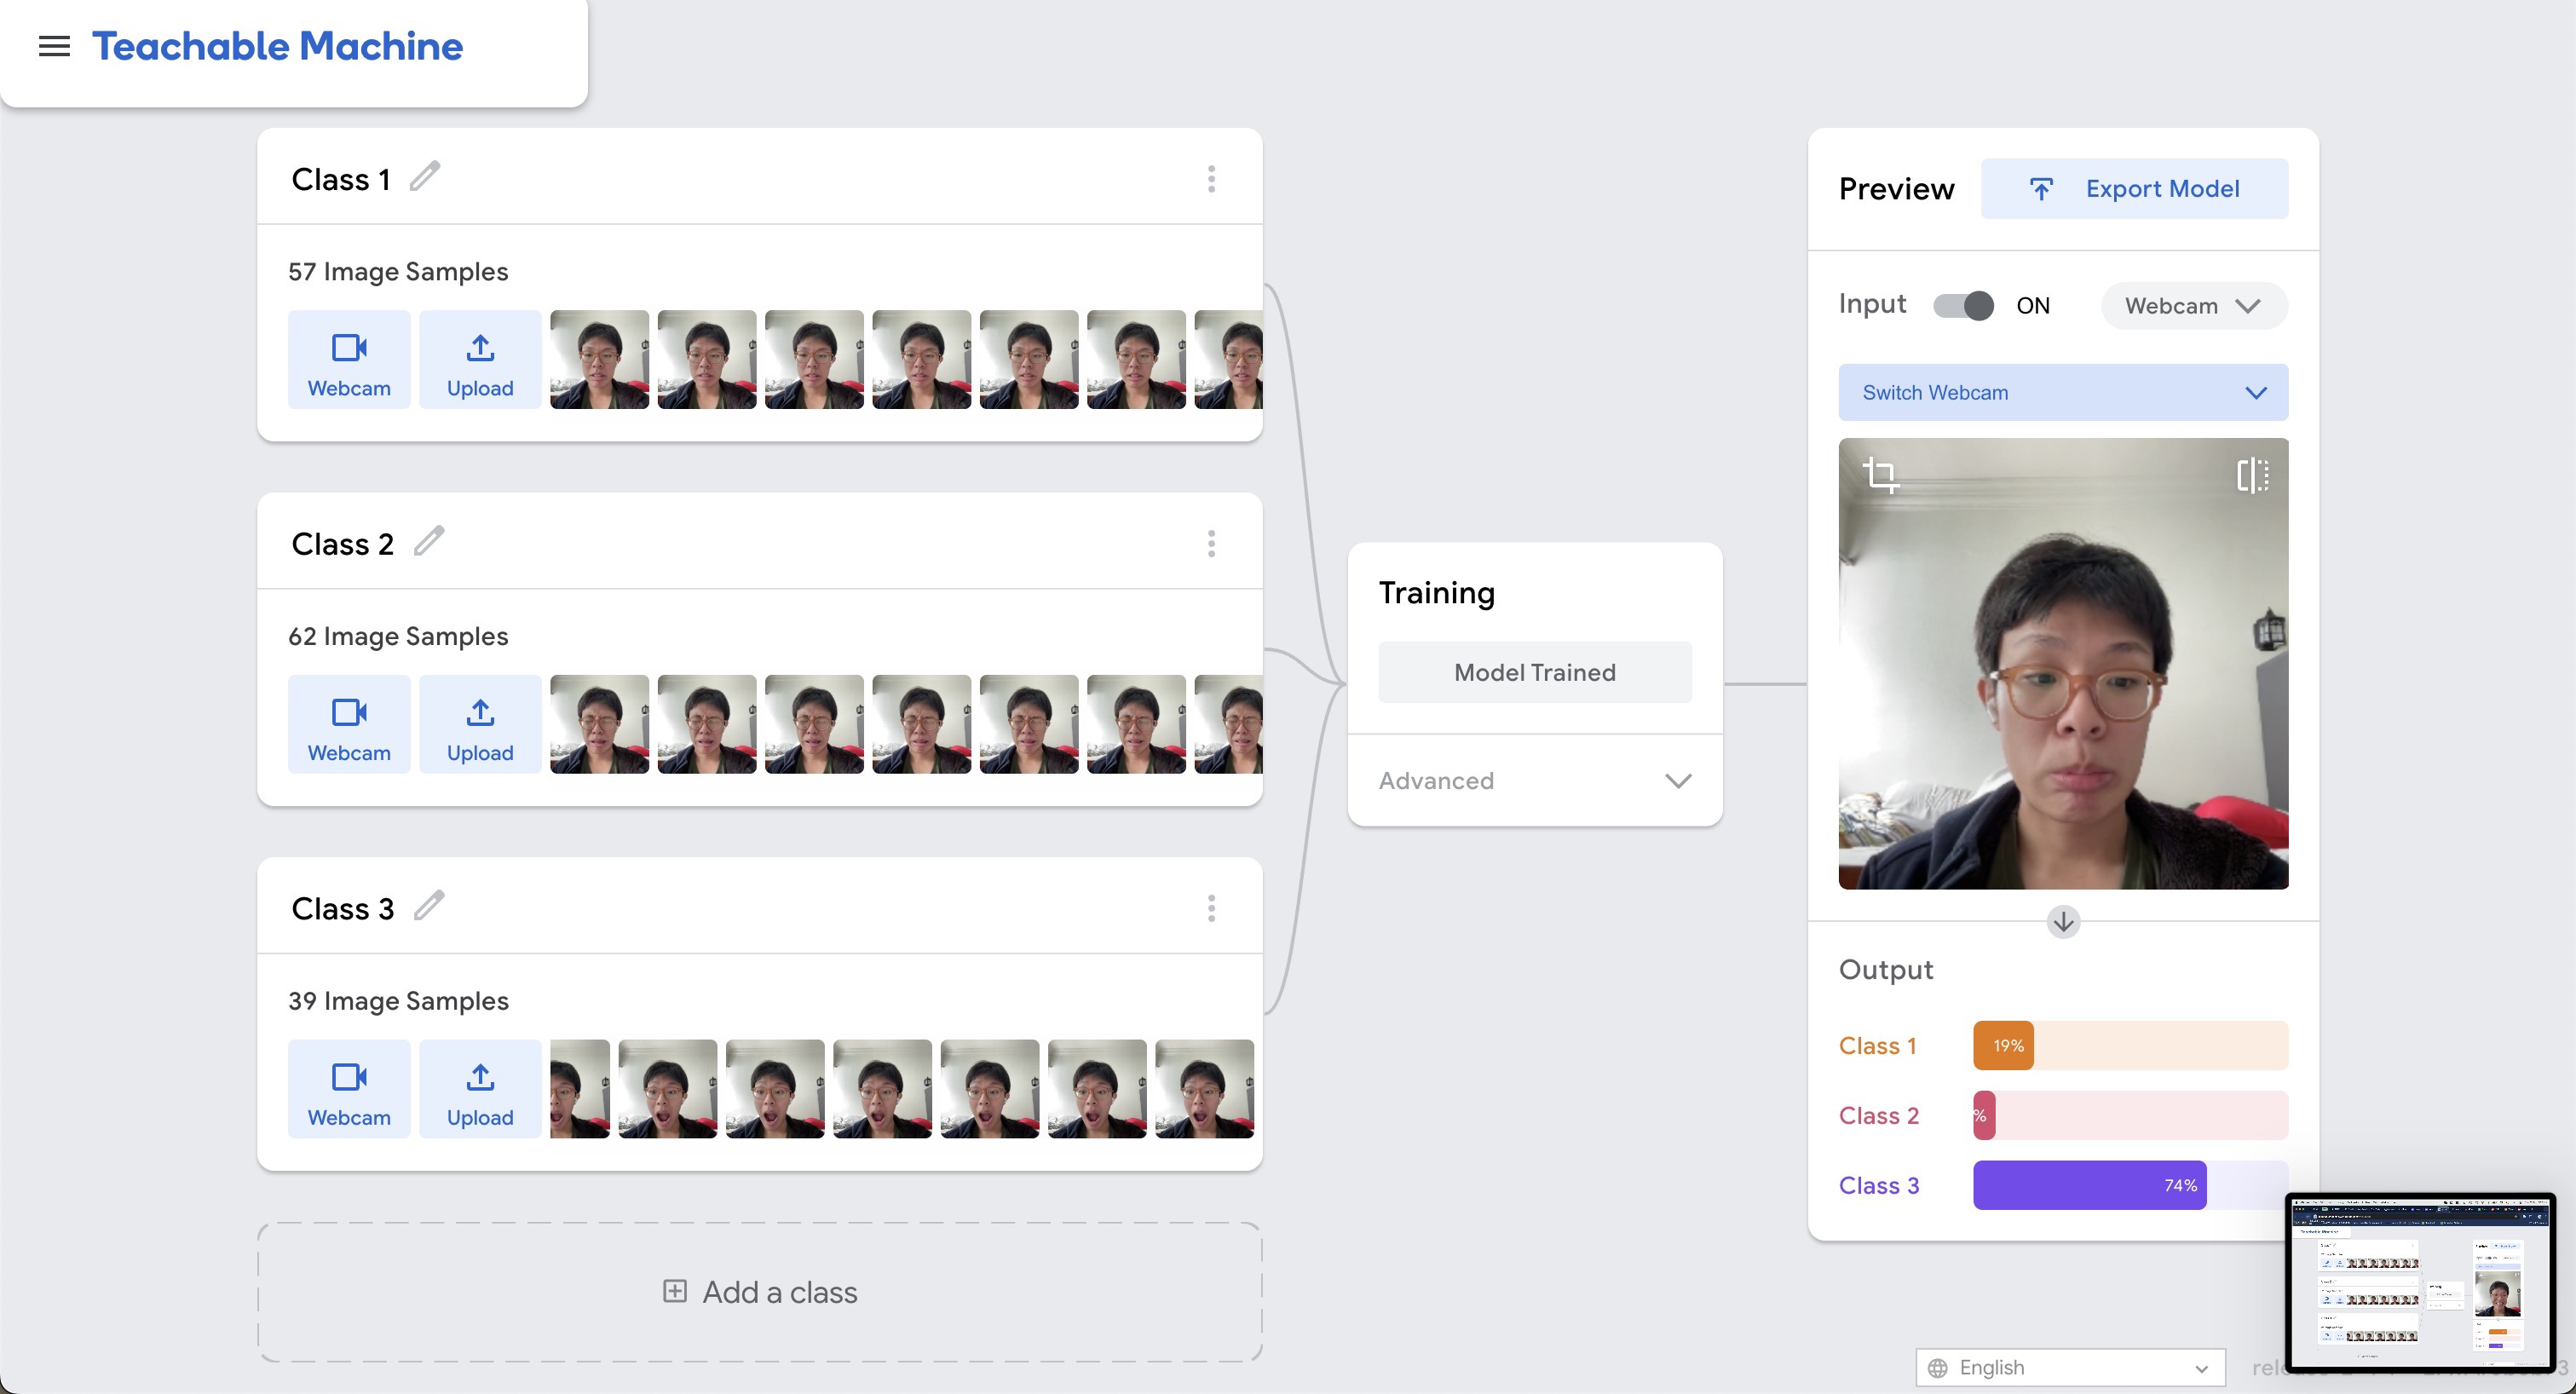 Teachable Machine
Class 1
57 Image Samples
Webcam
Upload
Class 2
62 Image Samples
Webcam
Upload
Class 3
39 Image Samples
Webcam
Upload
Add a class
Training
Model Trained
Advanced
Preview
Export Model
Input ON Webcam
Switch Webcam
Output
Class 1 19%
Class 2 %
Class 3 74%
English